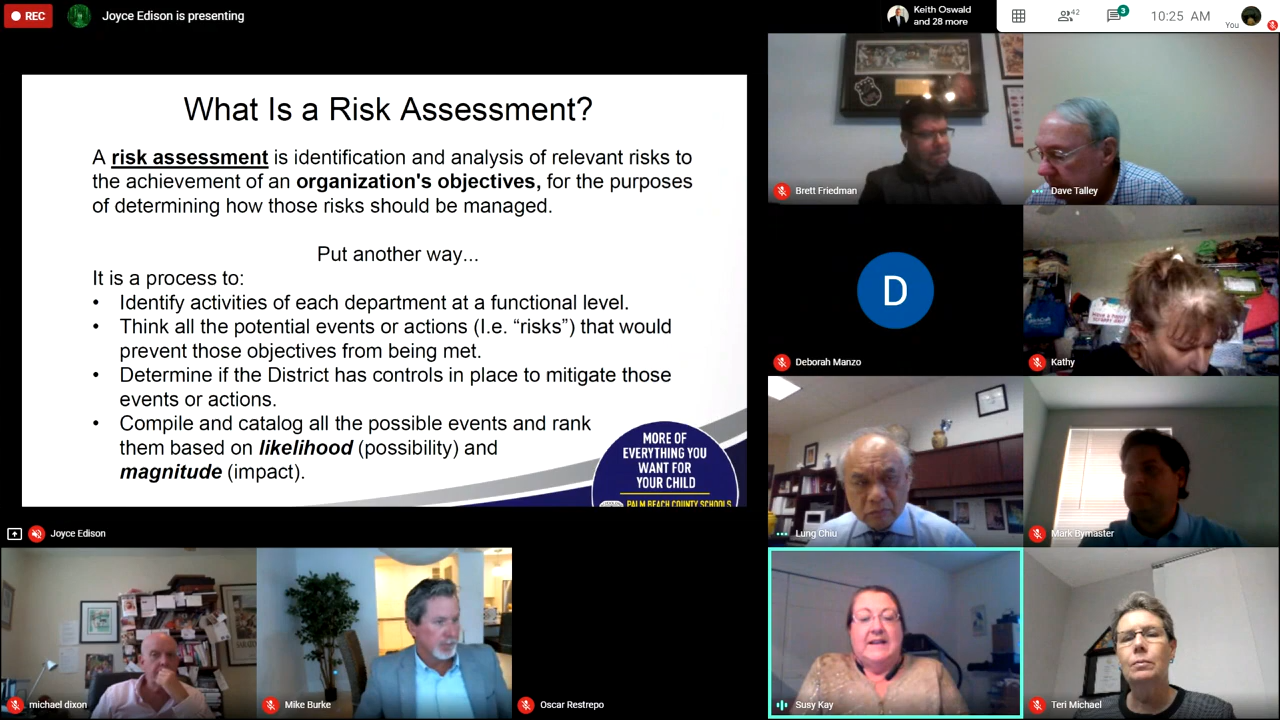 REC
Joyce Edison is presenting
Keith Oswald
and 28 more
42
3
10:25 AM
You
What Is a Risk Assessment?
A risk assessment is identification and analysis of relevant risks to
the achievement of an organization's objectives, for the purposes
of determining how those risks should be managed.
Put another way...
It is a process to:
• Identify activities of each department at a functional level.
• Think all the potential events or actions (I.e. “risks”) that would
prevent those objectives from being met.
• Determine if the District has controls in place to mitigate those
events or actions.
• Compile and catalog all the possible events and rank
them based on likelihood (possibility) and
magnitude (impact).
MORE OF
EVERYTHING YOU
WANT FOR
YOUR CHILD
PALM BEACH COUNTY SCHOOLS
Joyce Edison
Brett Friedman
Dave Talley
D
Deborah Manzo
Kathy
Lung Chiu
Mark Bymaster
michael dixon
Mike Burke
Oscar Restrepo
Susy Kay
Teri Michael